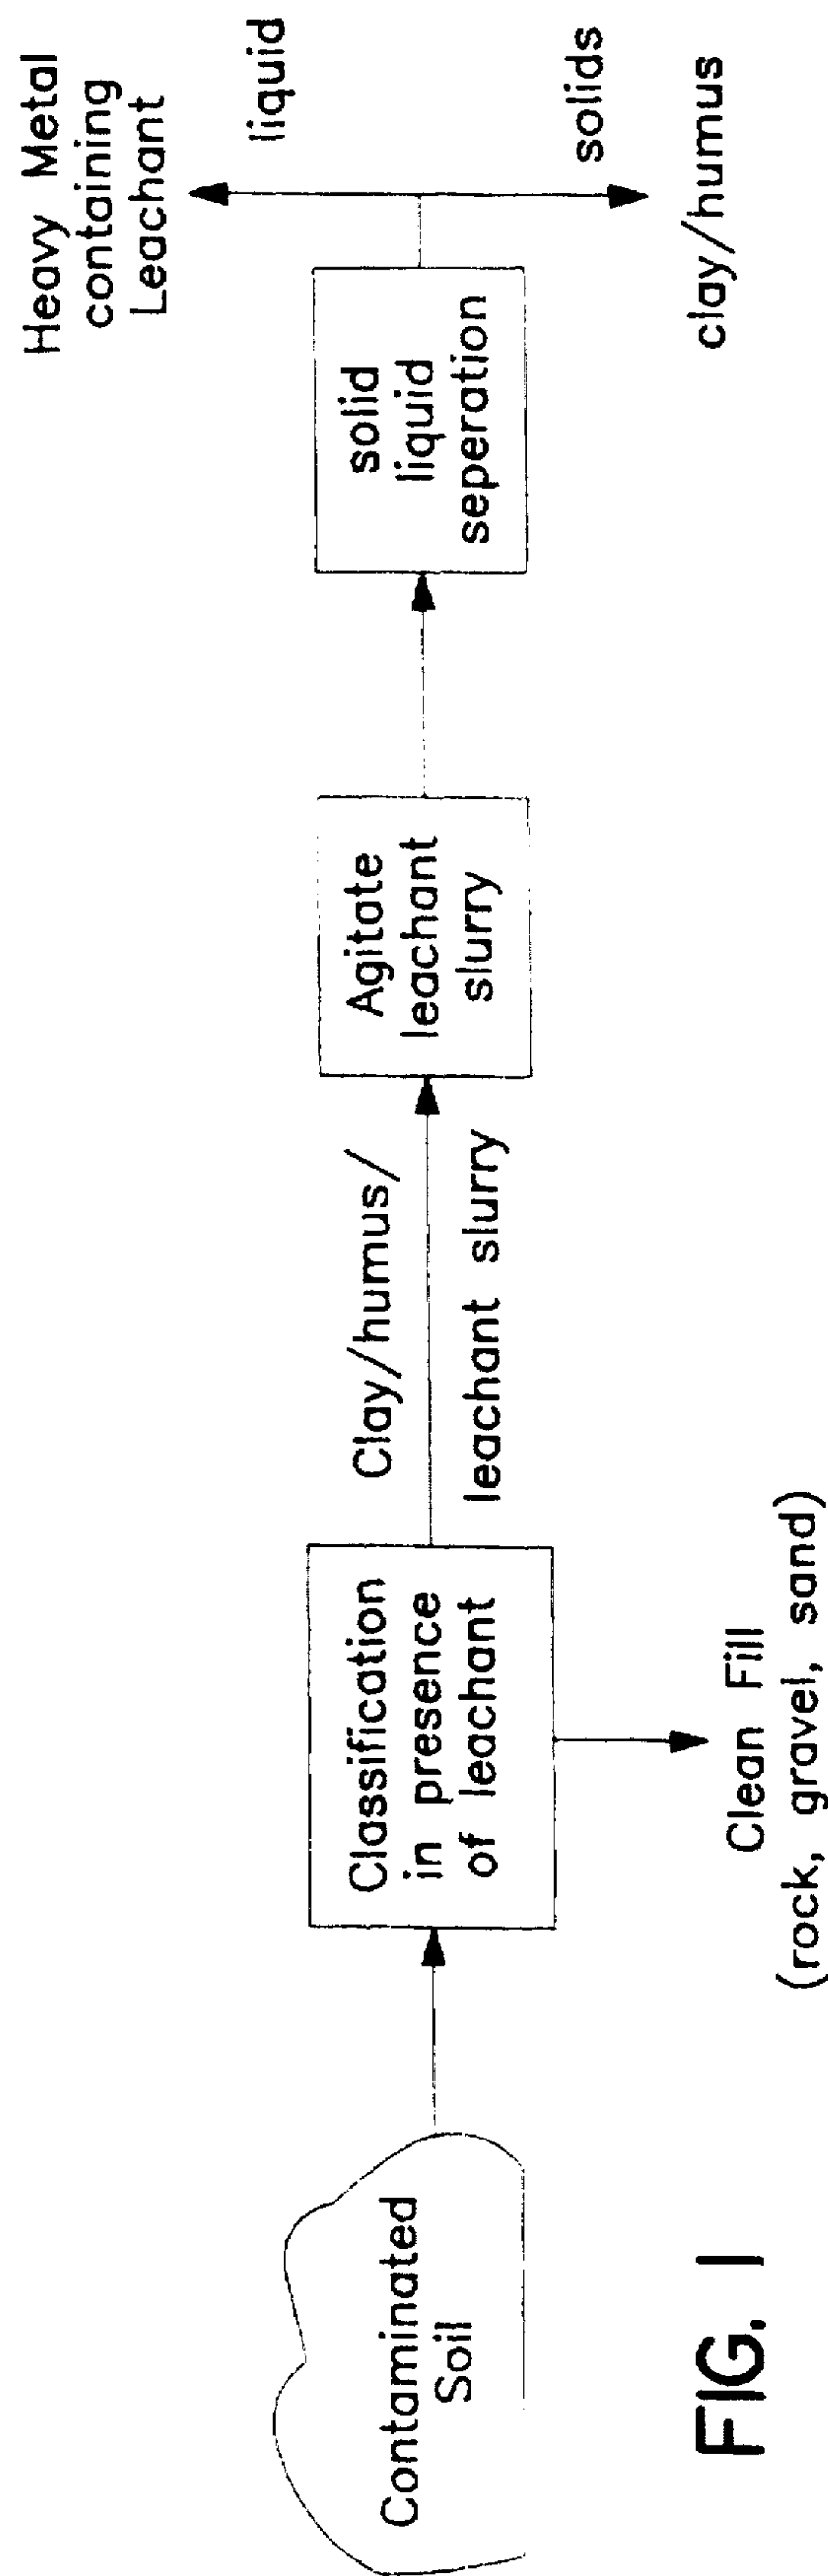 Contaminated
Soil
Classification
in presence
of leachant
Clean Fill
(rock, gravel, sand)
Clay/humus/
leachant slurry
Agitate
leachant
slurry
solid
liquid
seperation
Heavy Metal
containing
Leachant
liquid
solids
clay/humus
FIG. 1